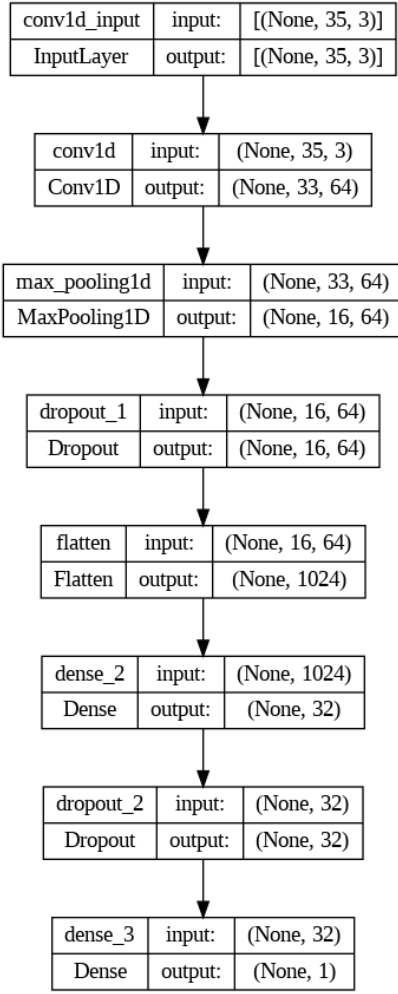 conv1d_input input: [(None, 35, 3)]
InputLayer output: [(None, 35, 3)]
conv1d input: (None, 35, 3)
Conv1D output: (None, 33, 64)
max_pooling1d input: (None, 33, 64)
MaxPooling1D output: (None, 16, 64)
dropout_1 input: (None, 16, 64)
Dropout output: (None, 16, 64)
flatten input: (None, 16, 64)
Flatten output: (None, 1024)
dense_2 input: (None, 1024)
Dense output: (None, 32)
dropout_2 input: (None, 32)
Dropout output: (None, 32)
dense_3 input: (None, 32)
Dense output: (None, 1)